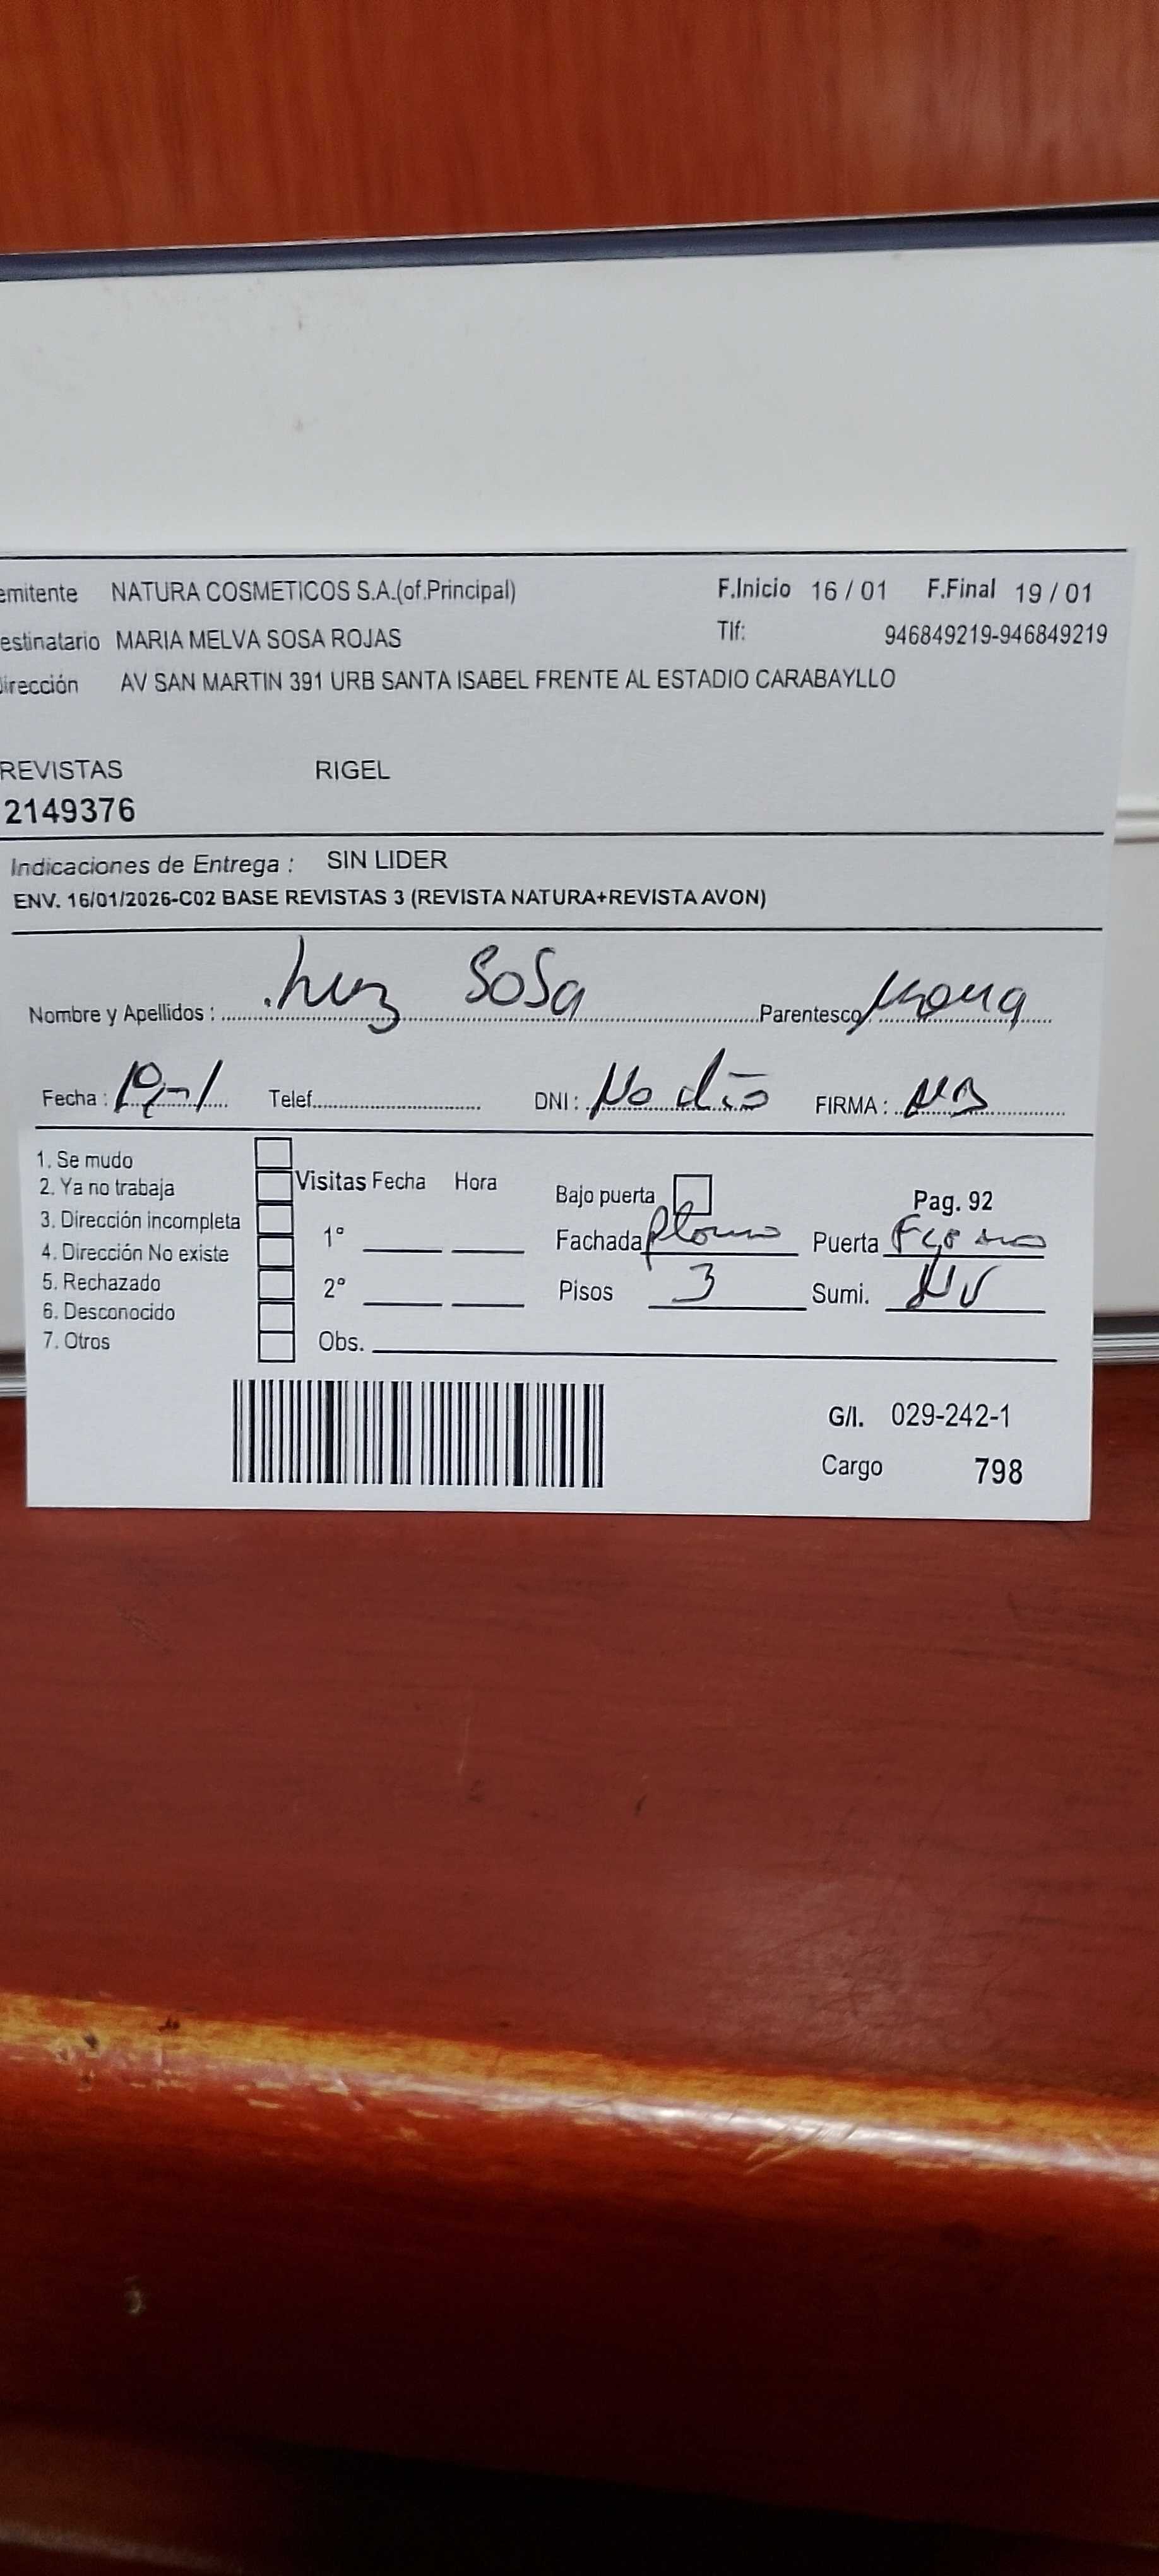 emitente NATURA COSMETICOS S.A.(of.Principal) F.Inicio 16 / 01 F.Final 19 / 01
estinatario MARIA MELVA SOSA ROJAS Tlf: 946849219-946849219
irección AV SAN MARTIN 391 URB SANTA ISABEL FRENTE AL ESTADIO CARABAYLLO
REVISTAS RIGEL
2149376
Indicaciones de Entrega : SIN LIDER
ENV. 16/01/2026-C02 BASE REVISTAS 3 (REVISTA NATURA+REVISTA AVON)
Nombre y Apellidos : Luz Sosa Parentesco
Fecha : Telef. DNI : No dio FIRMA :
1. Se mudo
2. Ya no trabaja Visitas Fecha Hora Bajo puerta Pag. 92
3. Dirección incompleta 1° Fachada Plomo Puerta
4. Dirección No existe
5. Rechazado 2° Pisos 3 Sumi. NV
6. Desconocido
7. Otros Obs.
G/I. 029-242-1
Cargo 798